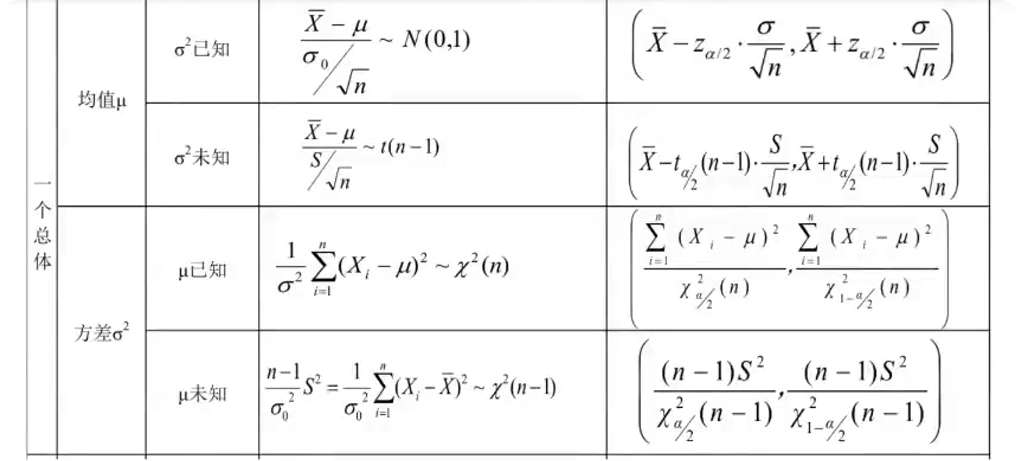 一个总体
均值μ
σ²已知
(X̄ − μ)/(σ₀/√n) ~ N(0,1)
(X̄ − z_{α/2} · σ/√n , X̄ + z_{α/2} · σ/√n)
σ²未知
(X̄ − μ)/(S/√n) ~ t(n−1)
(X̄ − t_{α/2}(n−1) · S/√n , X̄ + t_{α/2}(n−1) · S/√n)
方差σ²
μ已知
1/σ² ∑_{i=1}^{n} (X_i − μ)² ~ χ²(n)
(∑_{i=1}^{n} (X_i − μ)² / χ²_{α/2}(n) , ∑_{i=1}^{n} (X_i − μ)² / χ²_{1−α/2}(n))
μ未知
(n−1)/σ₀² S² = 1/σ₀² ∑_{i=1}^{n} (X_i − X̄)² ~ χ²(n−1)
((n−1)S² / χ²_{α/2}(n−1) , (n−1)S² / χ²_{1−α/2}(n−1))